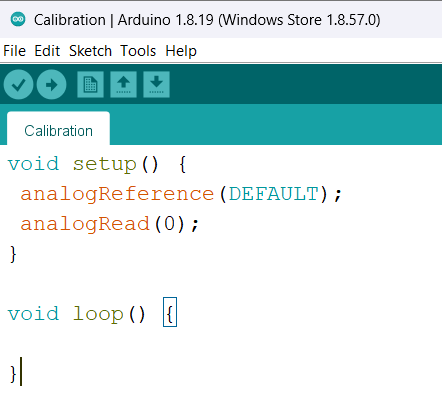 Calibration | Arduino 1.8.19 (Windows Store 1.8.57.0)
File Edit Sketch Tools Help
Calibration
void setup() {
 analogReference(DEFAULT);
 analogRead(0);
}
void loop() {
}